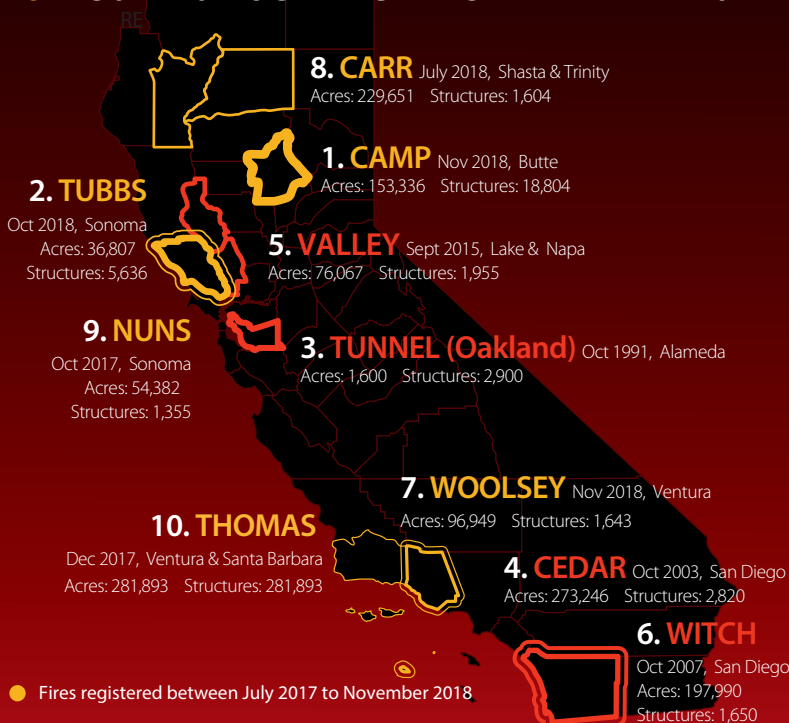 RE
8. CARR July 2018, Shasta & Trinity
Acres: 229,651 Structures: 1,604
1. CAMP Nov 2018, Butte
Acres: 153,336 Structures: 18,804
2. TUBBS
Oct 2018, Sonoma
Acres: 36,807
Structures: 5,636
5. VALLEY Sept 2015, Lake & Napa
Acres: 76,067 Structures: 1,955
9. NUNS
Oct 2017, Sonoma
Acres: 54,382
Structures: 1,355
3. TUNNEL (Oakland) Oct 1991, Alameda
Acres: 1,600 Structures: 2,900
7. WOOLSEY Nov 2018, Ventura
Acres: 96,949 Structures: 1,643
10. THOMAS
Dec 2017, Ventura & Santa Barbara
Acres: 281,893 Structures: 281,893
4. CEDAR Oct 2003, San Diego
Acres: 273,246 Structures: 2,820
6. WITCH
Oct 2007, San Diego
Acres: 197,990
Structures: 1,650
Fires registered between July 2017 to November 2018